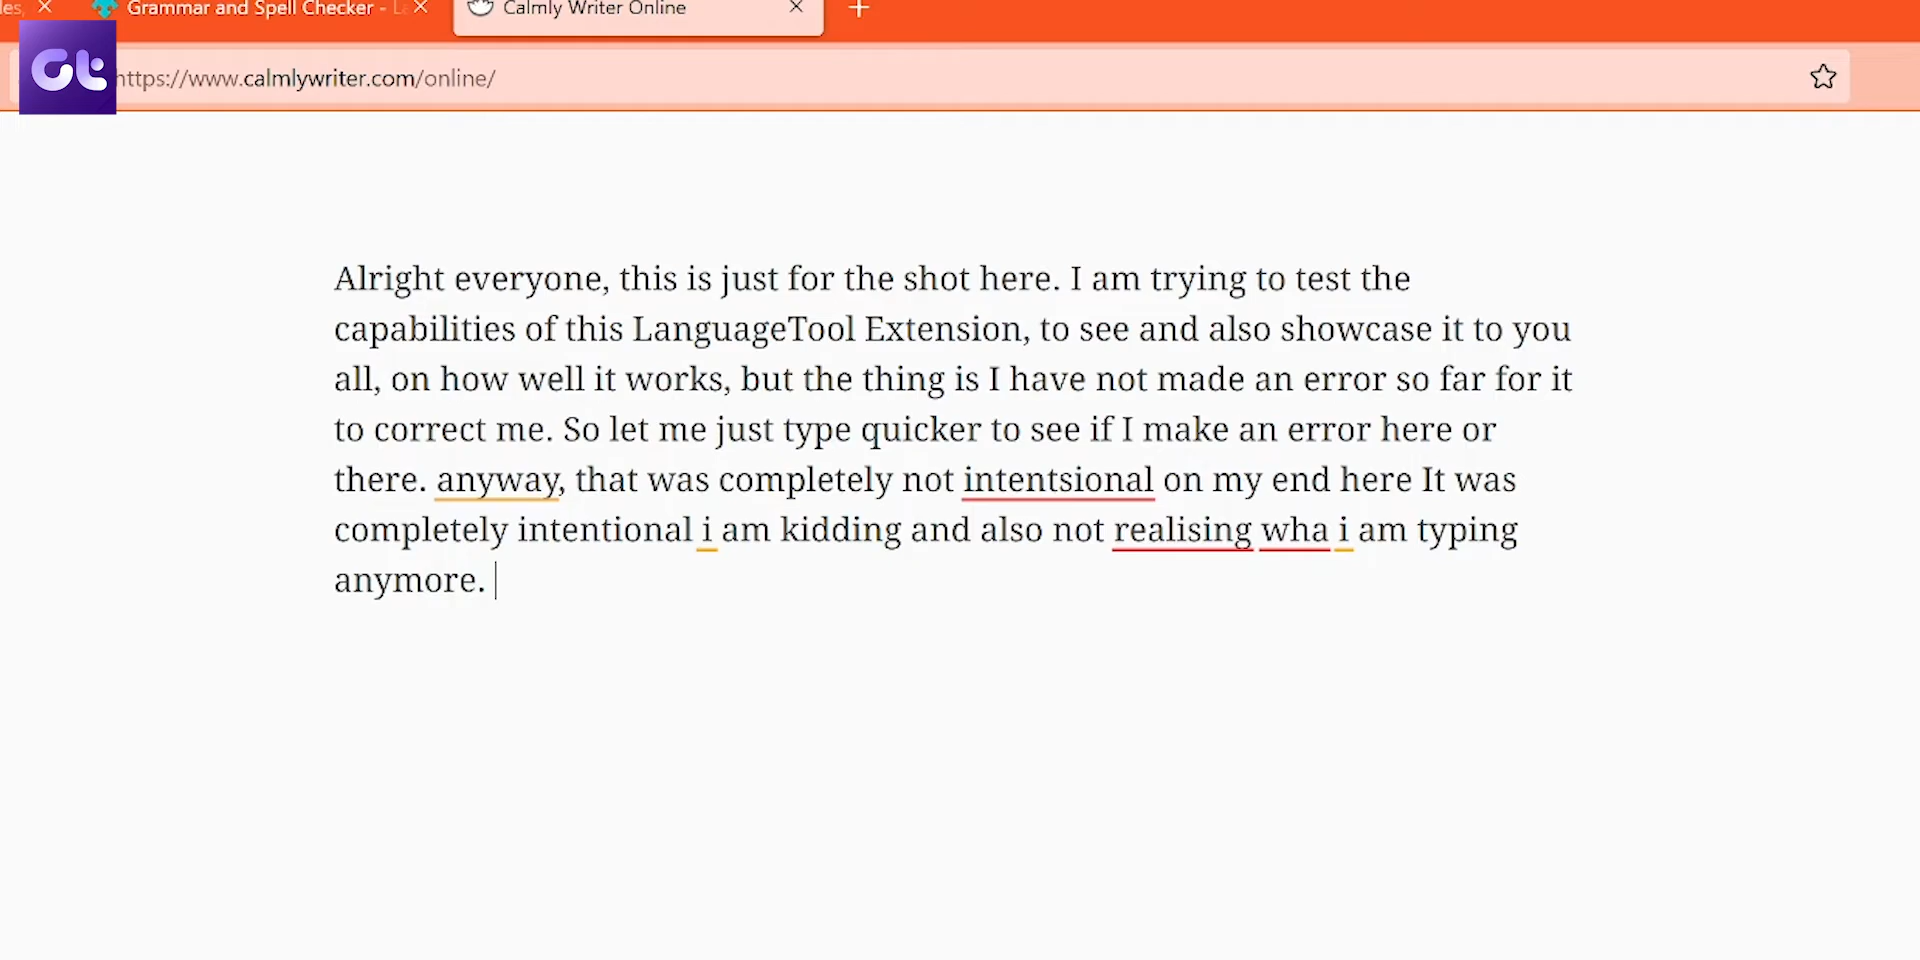 Grammar and Spell Checker -
Calmly Writer Online
Gt
https://www.calmlywriter.com/online/
Alright everyone, this is just for the shot here. I am trying to test the
capabilities of this LanguageTool Extension, to see and also showcase it to you
all, on how well it works, but the thing is I have not made an error so far for it
to correct me. So let me just type quicker to see if I make an error here or
there. anyway, that was completely not intentsional on my end here It was
completely intentional i am kidding and also not realising wha i am typing
anymore.